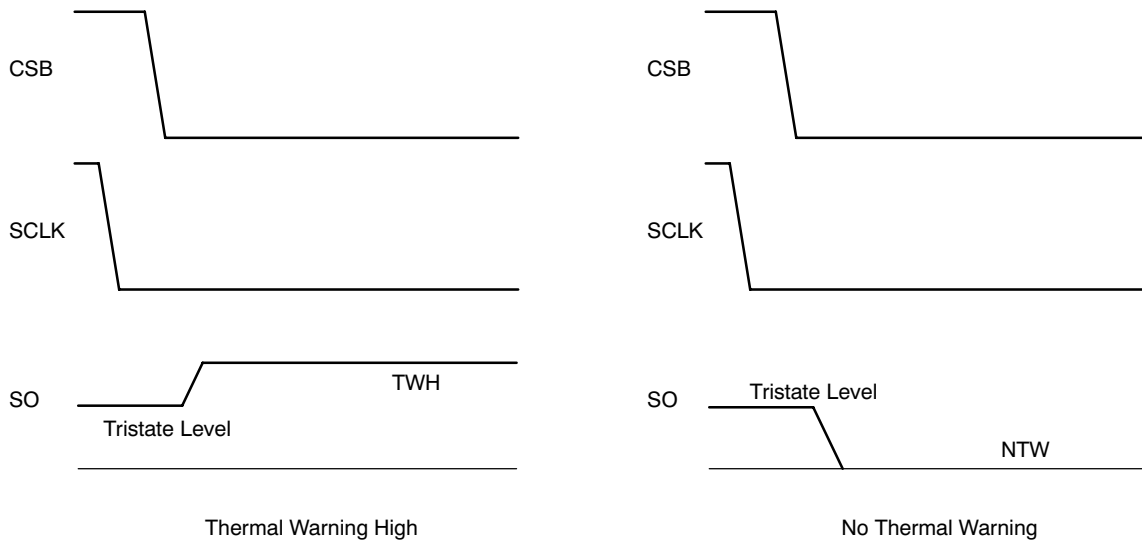 CSB
SCLK
SO
TWH
Tristate Level
Thermal Warning High
CSB
SCLK
SO
Tristate Level
NTW
No Thermal Warning